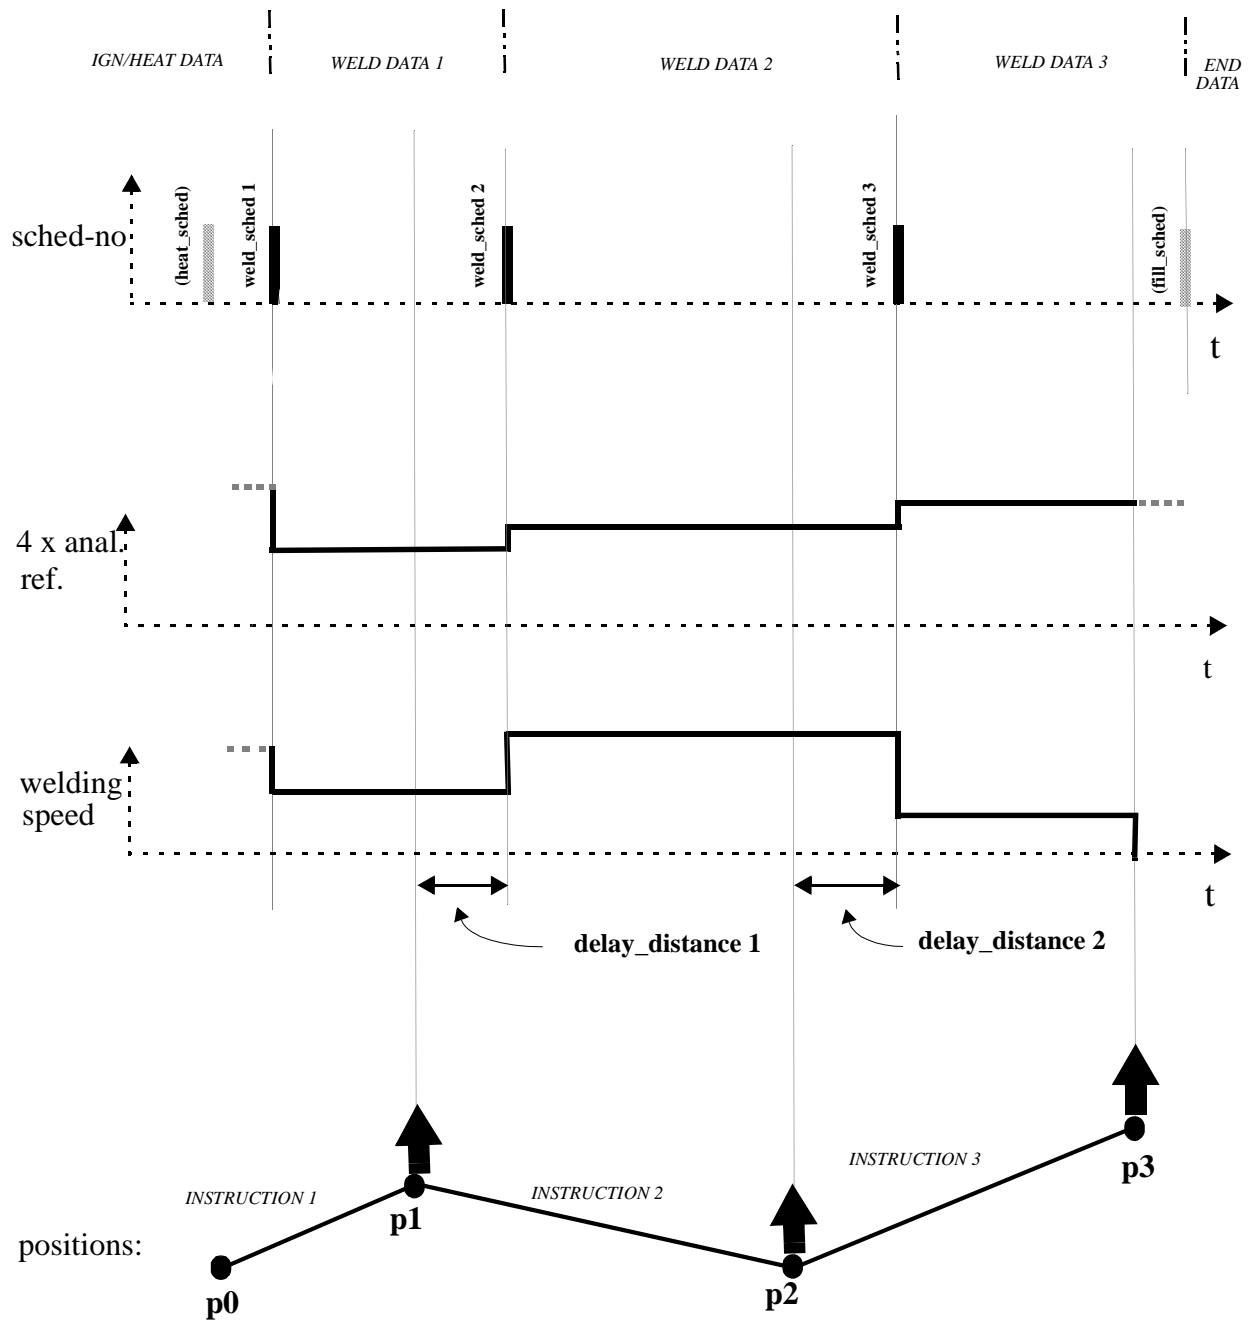 IGN/HEAT DATA
WELD DATA 1
WELD DATA 2
WELD DATA 3
END
DATA
(heat_sched)
weld_sched 1
weld_sched 2
weld_sched 3
(fill_sched)
sched-no
t
4 x anal.
ref.
t
welding
speed
t
delay_distance 1
delay_distance 2
INSTRUCTION 1
INSTRUCTION 2
INSTRUCTION 3
p3
p1
positions:
p2
p0